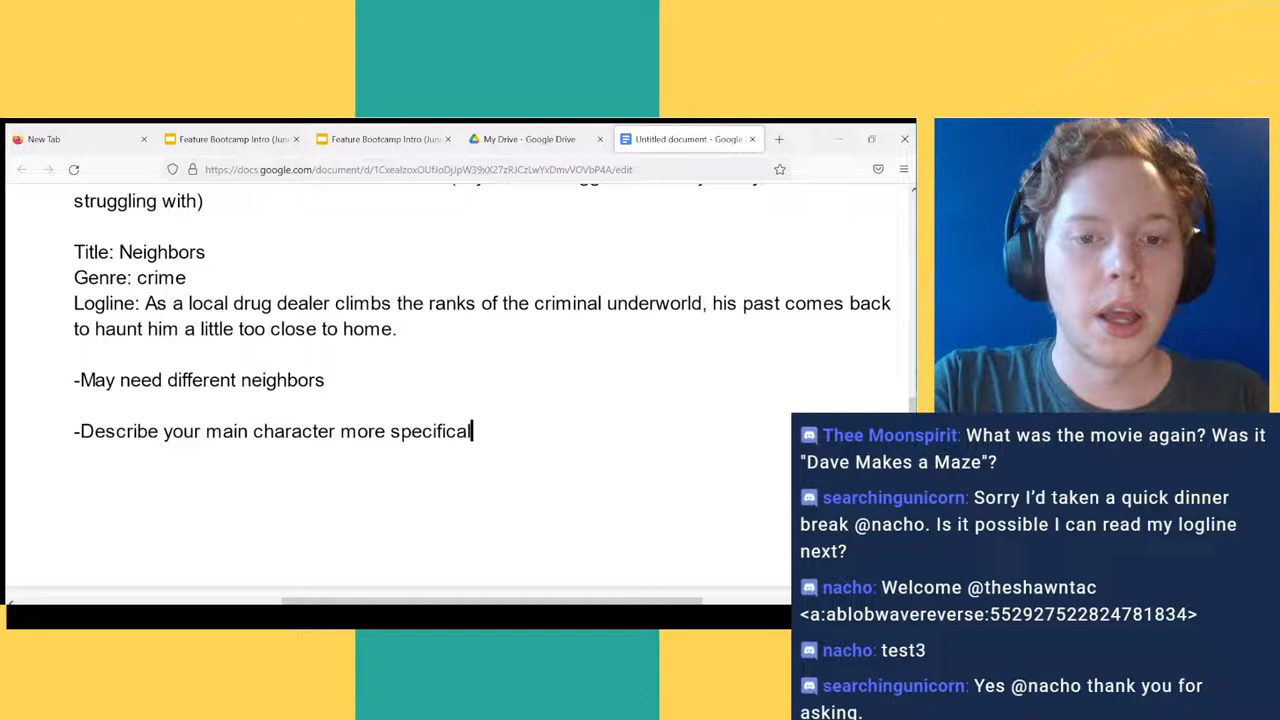 New Tab
Feature Bootcamp Intro (Jun
Feature Bootcamp Intro (Jun
My Drive - Google Drive
Untitled document - Google
struggling with)
Title: Neighbors
Genre: crime
Logline: As a local drug dealer climbs the ranks of the criminal underworld, his past comes back
to haunt him a little too close to home.
-May need different neighbors
-Describe your main character more specifical
Thee Moonspirit: What was the movie again? Was it
"Dave Makes a Maze"?
searchingunicorn: Sorry I’d taken a quick dinner
break @nacho. Is it possible I can read my logline
next?
nacho: Welcome @theshawntac
<a:ablobwavereverse:552927522824781834>
nacho: test3
searchingunicorn: Yes @nacho thank you for
asking.